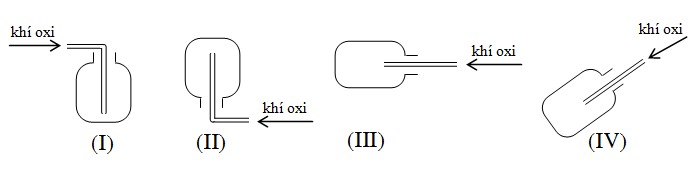 khí oxi
(I)
khí oxi
(II)
khí oxi
(III)
khí oxi
(IV)